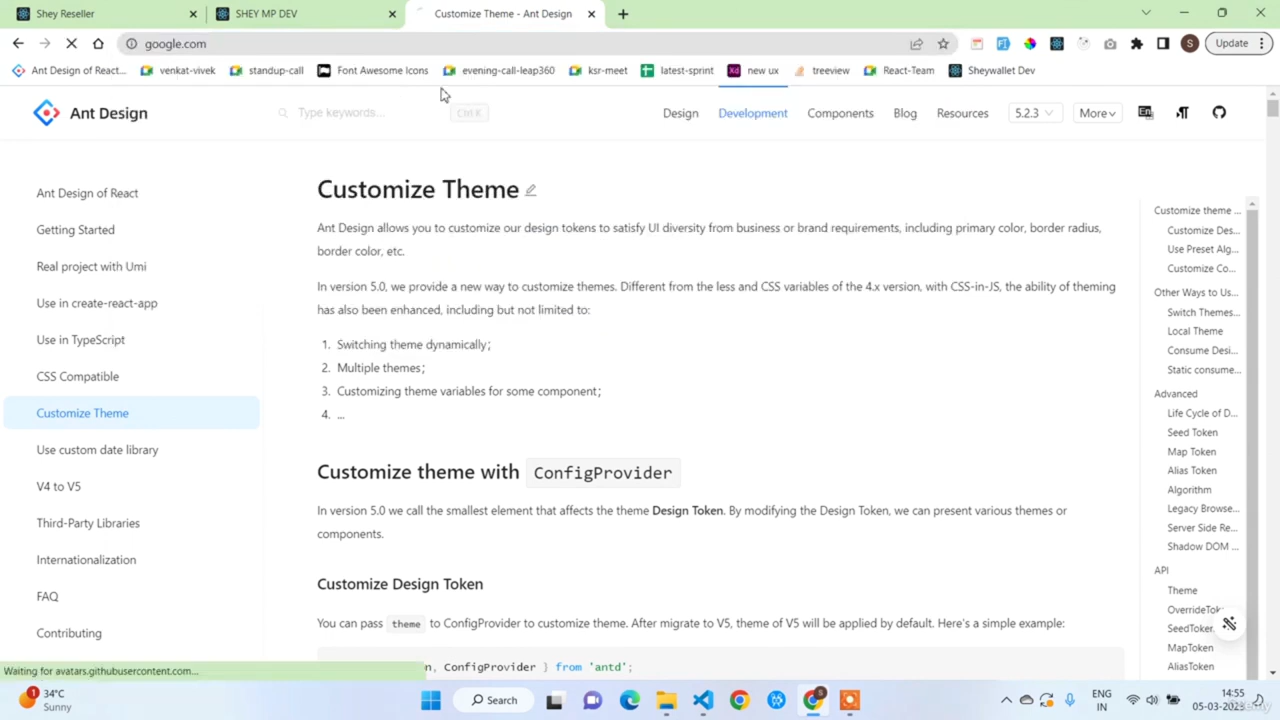 Shey Reseller
SHEY MP DEV
Customize Theme - Ant Design
google.com
S
Update
Ant Design of React...
venkat-vivek
standup-call
Font Awesome Icons
evening-call-leap360
ksr-meet
latest-sprint
Xd new ux
treeview
React-Team
Sheywallet Dev
Ant Design
Type keywords...
Ctrl K
Design
Development
Components
Blog
Resources
5.2.3
More
En
Ant Design of React
Getting Started
Real project with Umi
Use in create-react-app
Use in TypeScript
CSS Compatible
Customize Theme
Use custom date library
V4 to V5
Third-Party Libraries
Internationalization
FAQ
Contributing
Customize Theme
Ant Design allows you to customize our design tokens to satisfy UI diversity from business or brand requirements, including primary color, border radius,
border color, etc.
In version 5.0, we provide a new way to customize themes. Different from the less and CSS variables of the 4.x version, with CSS-in-JS, the ability of theming
has also been enhanced, including but not limited to:
1. Switching theme dynamically;
2. Multiple themes;
3. Customizing theme variables for some component;
4. ...
Customize theme with ConfigProvider
In version 5.0 we call the smallest element that affects the theme Design Token. By modifying the Design Token, we can present various themes or
components.
Customize Design Token
You can pass theme to ConfigProvider to customize theme. After migrate to V5, theme of V5 will be applied by default. Here's a simple example:
n, ConfigProvider } from 'antd';
Customize theme ...
Customize Des...
Use Preset Alg...
Customize Co...
Other Ways to Us...
Switch Themes...
Local Theme
Consume Desi...
Static consume...
Advanced
Life Cycle of D...
Seed Token
Map Token
Alias Token
Algorithm
Legacy Browse...
Server Side Re...
Shadow DOM ...
API
Theme
OverrideTok
SeedToken
MapToken
AliasToken
Waiting for avatars.githubusercontent.com...
1
34°C
Sunny
Search
S
ENG
IN
14:55
05-03-2023